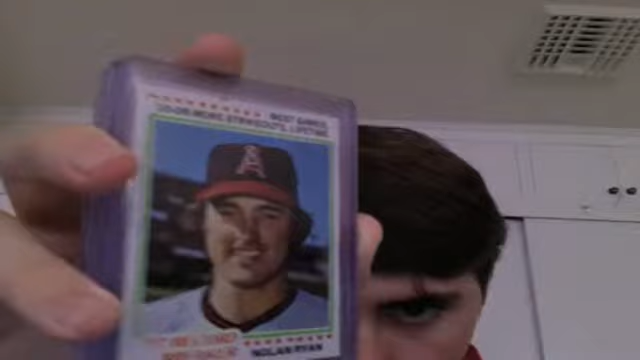 MOST GAMES,
10-OR-MORE STRIKEOUTS, LIFETIME
A
NOLAN RYAN